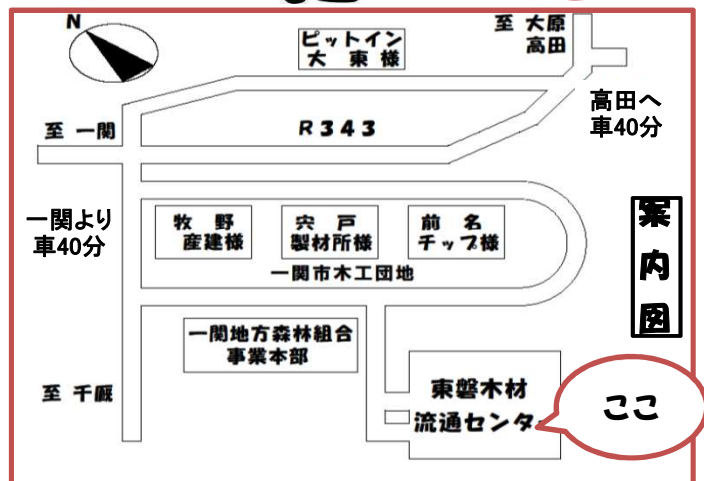 N
ピットイン
大東様
至 大原
高田
高田へ
車40分
至 一関
R343
一関より
車40分
牧野
産建様
宍戸
製材所様
前名
チップ様
一関市木工団地
案内図
一関地方森林組合
事業本部
至 千厩
東磐木材
流通センター
ここ